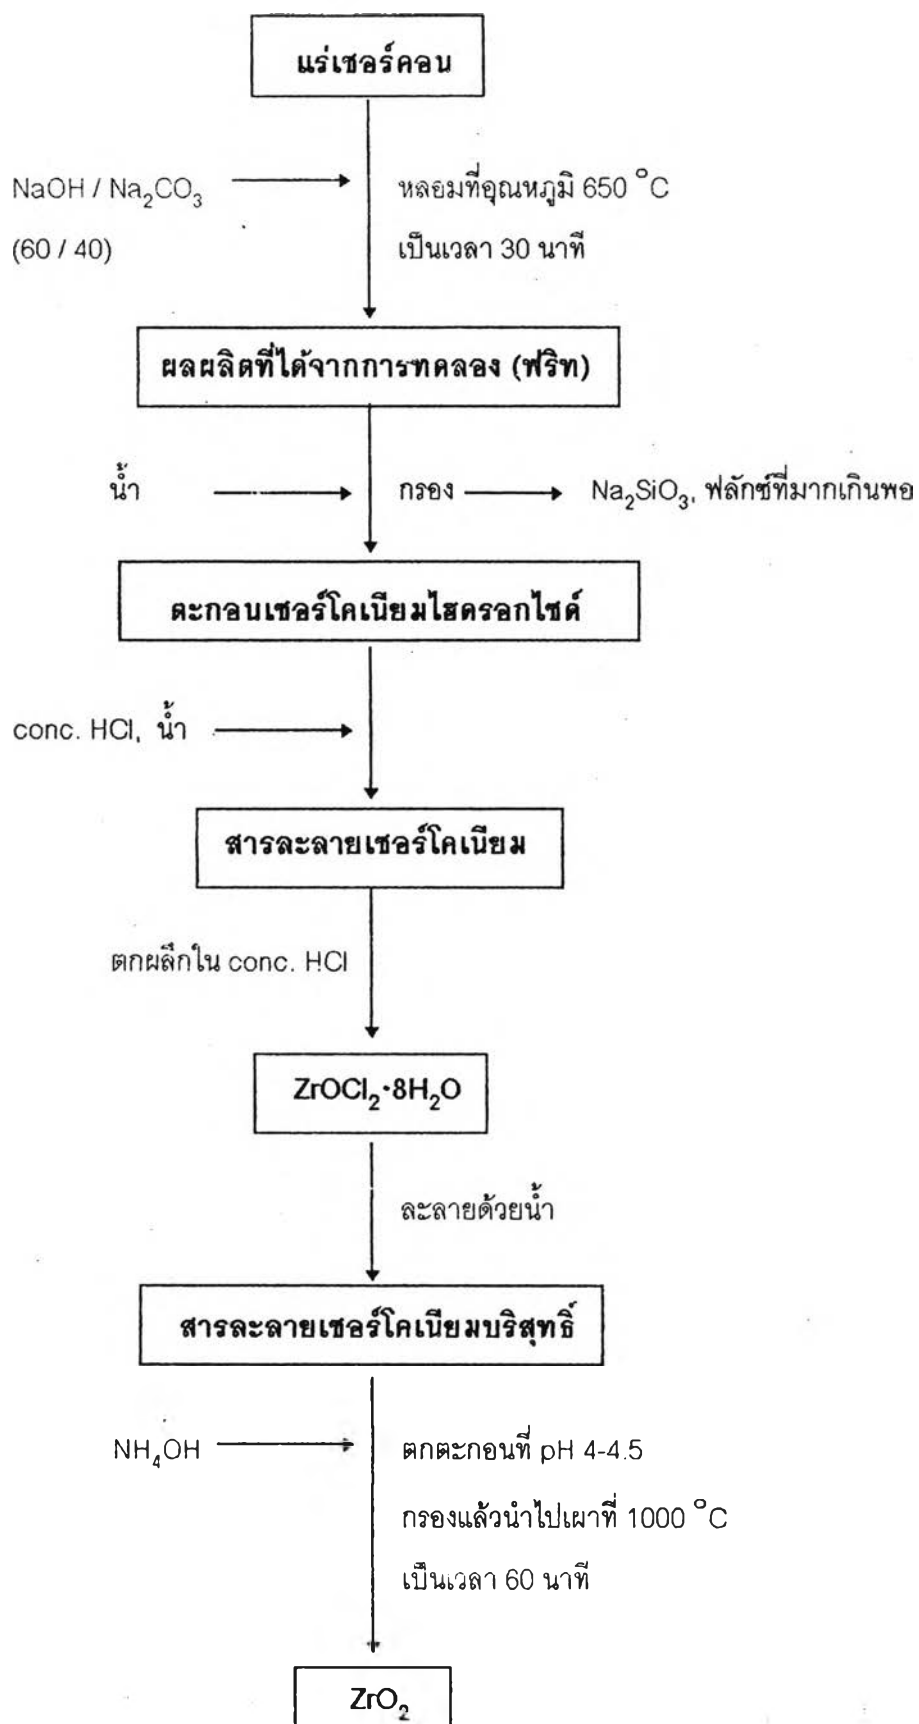 แร่เซอร์คอน
NaOH / Na₂CO₃
(60 / 40)
หลอมที่อุณหภูมิ 650 °C
เป็นเวลา 30 นาที
ผลผลิตที่ได้จากการทดลอง (ฟริท)
น้ำ
กรอง
Na₂SiO₃, ฟลักซ์ที่มากเกินพอ
ตะกอนเซอร์โคเนียมไฮดรอกไซด์
conc. HCl, น้ำ
สารละลายเซอร์โคเนียม
ตกผลึกใน conc. HCl
ZrOCl₂·8H₂O
ละลายด้วยน้ำ
สารละลายเซอร์โคเนียมบริสุทธิ์
NH₄OH
ตกตะกอนที่ pH 4-4.5
กรองแล้วนำไปเผาที่ 1000 °C
เป็นเวลา 60 นาที
ZrO₂